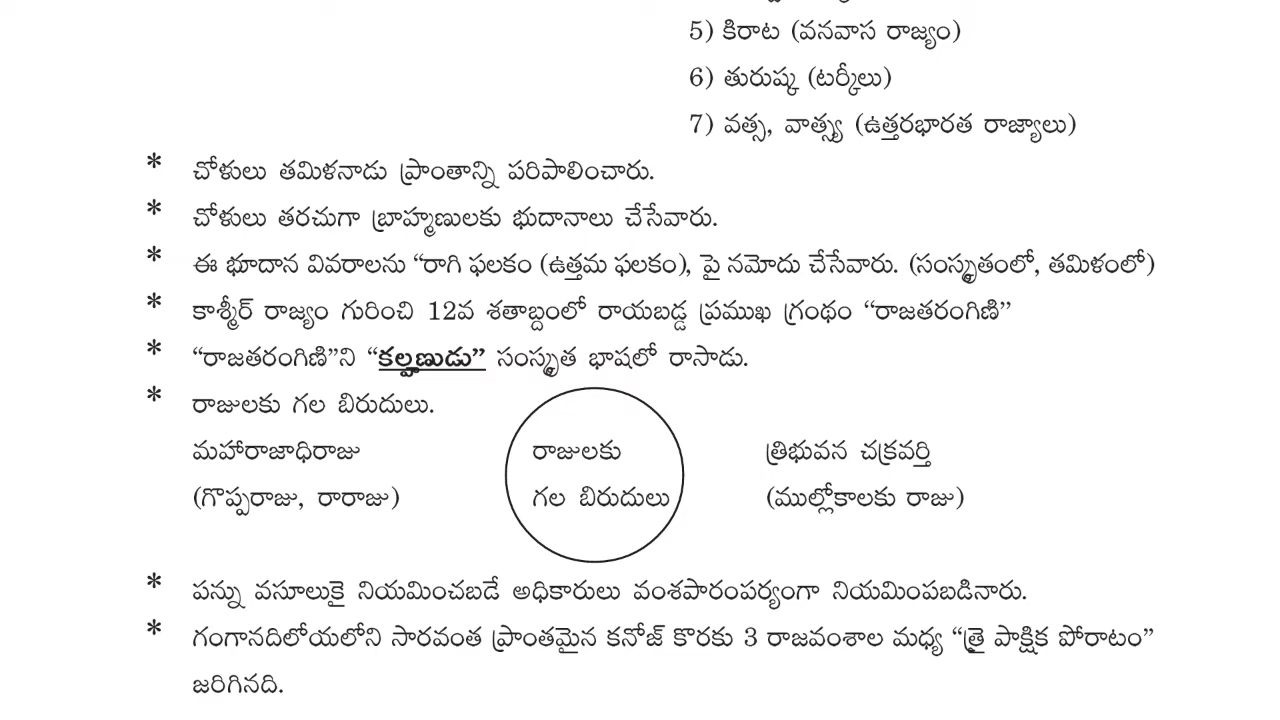 5) కిరాట (వనవాస రాజ్యం)
6) తురుష్క (టర్కీలు)
7) వత్స, వాత్స్య (ఉత్తరభారత రాజ్యాలు)
* చోళులు తమిళనాడు ప్రాంతాన్ని పరిపాలించారు.
* చోళులు తరచుగా బ్రాహ్మణులకు భుదానాలు చేసేవారు.
* ఈ భూదాన వివరాలను “రాగి ఫలకం (ఉత్తమ ఫలకం), పై నమోదు చేసేవారు. (సంస్కృతంలో, తమిళంలో)
* కాశ్మీర్ రాజ్యం గురించి 12వ శతాబ్దంలో రాయబడ్డ ప్రముఖ గ్రంథం “రాజతరంగిణి”
* “రాజతరంగిణి”ని “కల్హణుడు” సంస్కృత భాషలో రాసాడు.
* రాజులకు గల బిరుదులు.
మహారాజాధిరాజు రాజులకు త్రిభువన చక్రవర్తి
(గొప్పరాజు, రారాజు) గల బిరుదులు (ముల్లోకాలకు రాజు)
* పన్ను వసూలుకై నియమించబడే అధికారులు వంశపారంపర్యంగా నియమింపబడినారు.
* గంగానదిలోయలోని సారవంత ప్రాంతమైన కనోజ్ కొరకు 3 రాజవంశాల మధ్య “త్రై పాక్షిక పోరాటం”
జరిగినది.